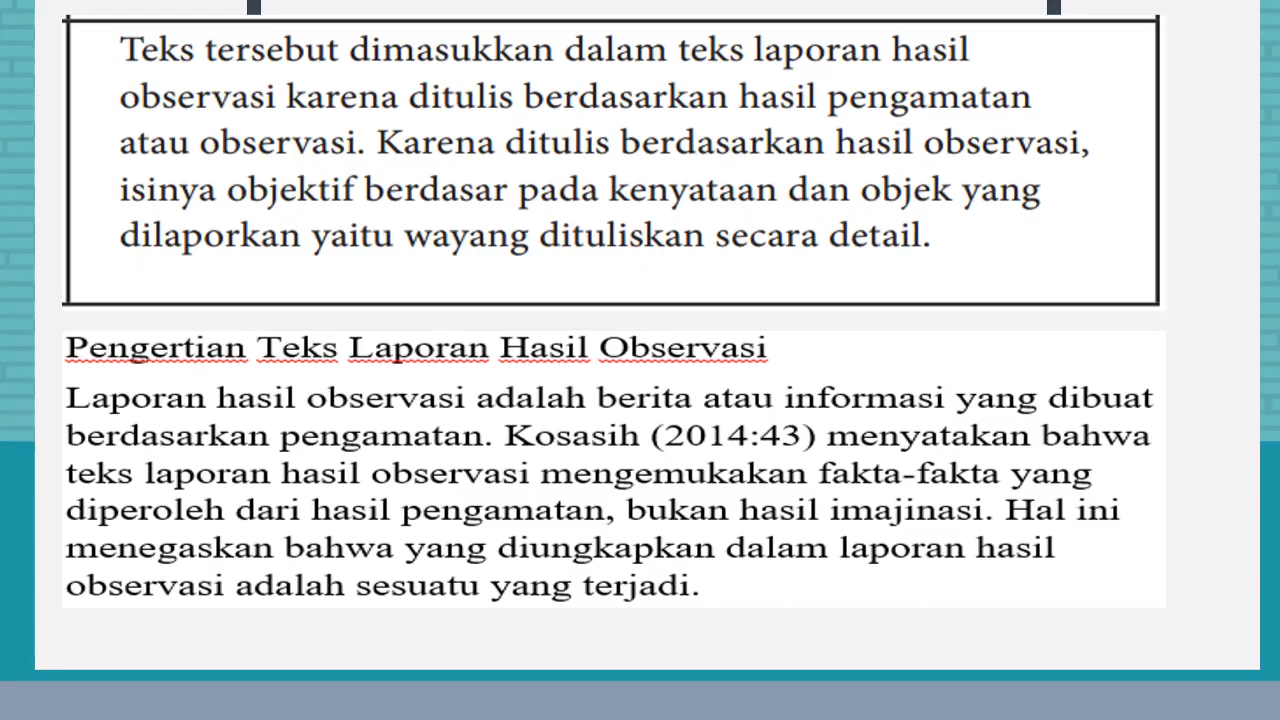 Teks tersebut dimasukkan dalam teks laporan hasil
observasi karena ditulis berdasarkan hasil pengamatan
atau observasi. Karena ditulis berdasarkan hasil observasi,
isinya objektif berdasar pada kenyataan dan objek yang
dilaporkan yaitu wayang dituliskan secara detail.
Pengertian Teks Laporan Hasil Observasi
Laporan hasil observasi adalah berita atau informasi yang dibuat
berdasarkan pengamatan. Kosasih (2014:43) menyatakan bahwa
teks laporan hasil observasi mengemukakan fakta-fakta yang
diperoleh dari hasil pengamatan, bukan hasil imajinasi. Hal ini
menegaskan bahwa yang diungkapkan dalam laporan hasil
observasi adalah sesuatu yang terjadi.